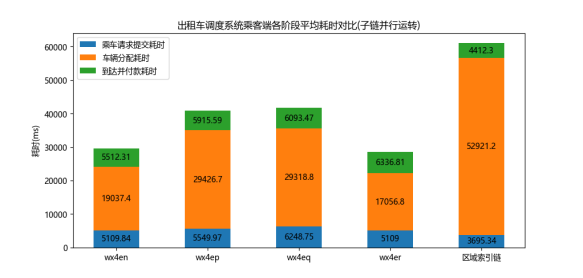 出租车调度系统乘客端各阶段平均耗时对比(子链并行运转)
乘车请求提交耗时
车辆分配耗时
到达并付款耗时
耗时(ms)
60000
50000
40000
30000
20000
10000
0
5512.31
19037.4
5109.84
5915.59
29426.7
5549.97
6093.47
29318.8
6248.75
6336.81
17056.8
5109
4412.3
52921.2
3695.34
wx4en
wx4ep
wx4eq
wx4er
区域索引链